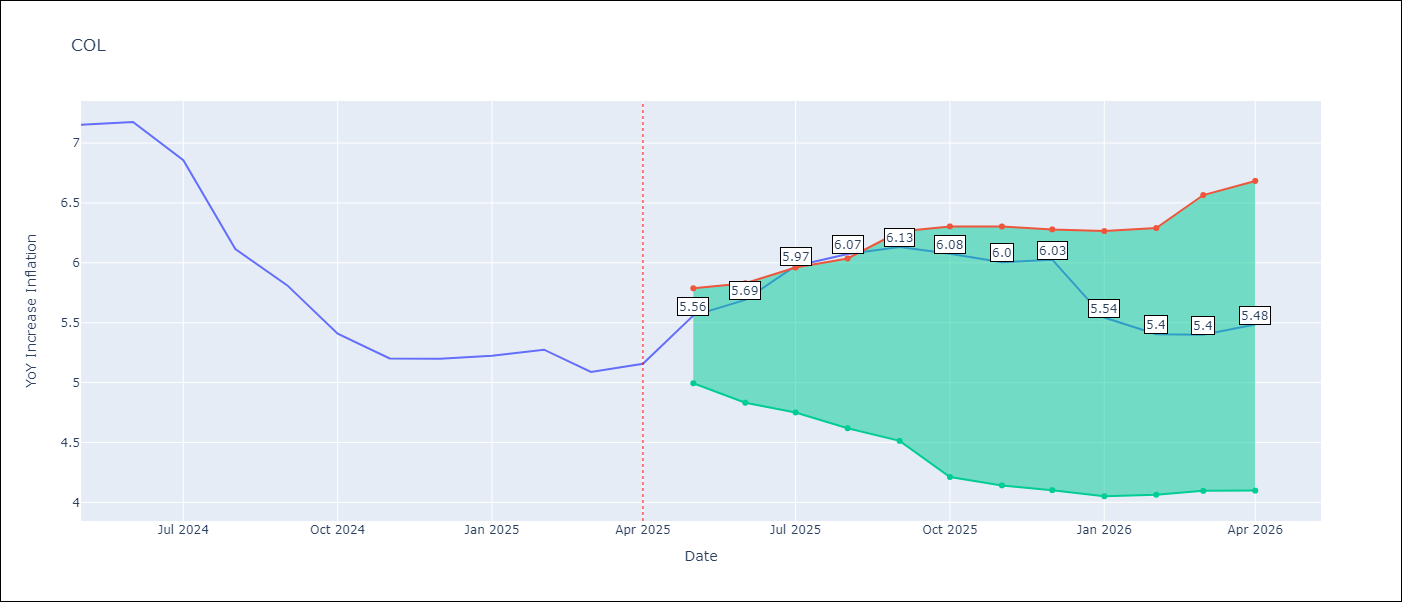 COL
YoY Increase Inflation
7
6.5
6
5.5
5
4.5
4
5.56
5.69
5.97
6.07
6.13
6.08
6.0
6.03
5.54
5.4
5.4
5.48
Jul 2024
Oct 2024
Jan 2025
Apr 2025
Jul 2025
Oct 2025
Jan 2026
Apr 2026
Date